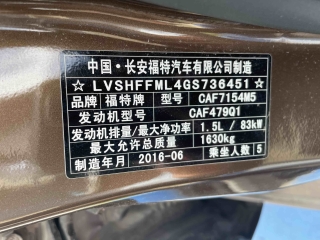 中国·长安福特汽车有限公司制造
☆ LVSHFFML4GS736451 ☆
品牌 福特牌 型号 CAF7154M5
发动机型号 CAF479Q1
发动机排量/最大净功率 1.5L / 83kW
最大允许总质量 1630kg
制造年月 2016-06 乘坐人数 5